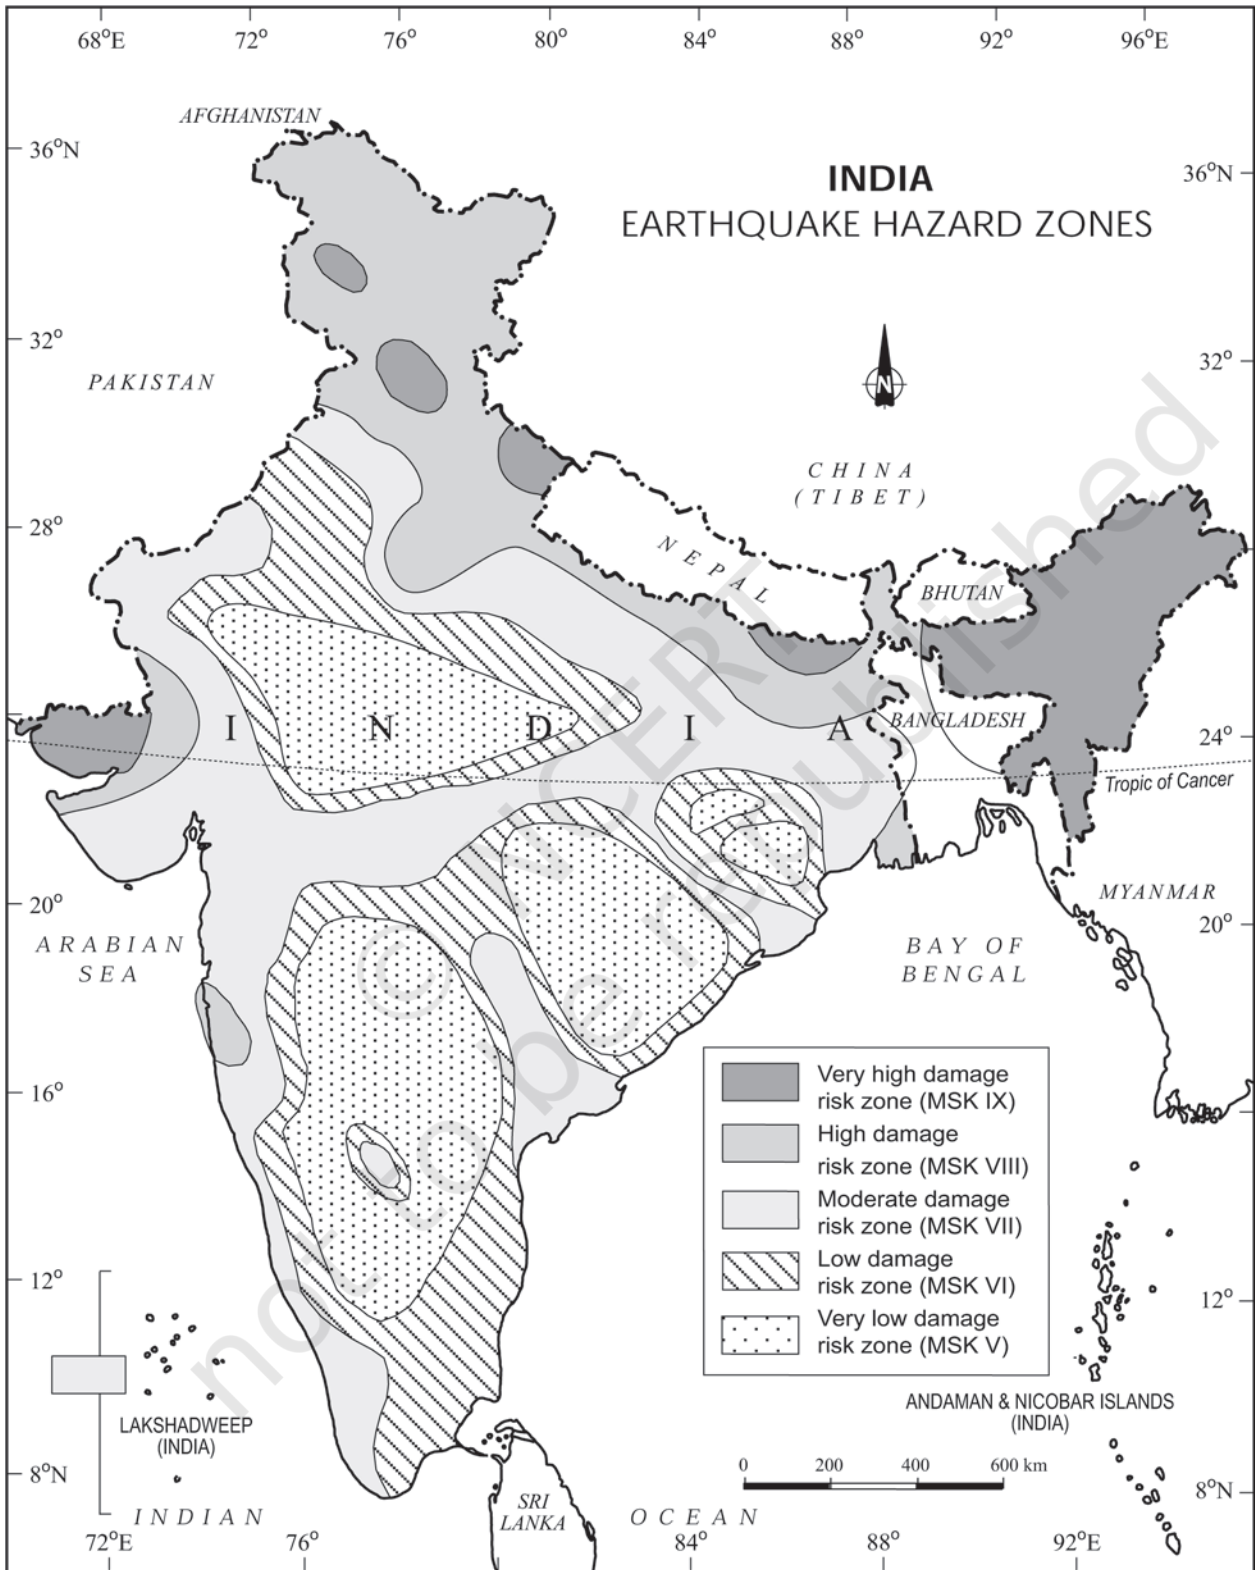 68°E 72° 76° 80° 84° 88° 92° 96°E
AFGHANISTAN
36°N
36°N
INDIA
EARTHQUAKE HAZARD ZONES
32°
32°
PAKISTAN
N
CHINA
(TIBET)
28°
NEPAL
BHUTAN
I N D I A
BANGLADESH
24°
Tropic of Cancer
20°
20°
MYANMAR
ARABIAN
SEA
BAY OF
BENGAL
© NCERT
not to be republished
16°
Very high damage
risk zone (MSK IX)
High damage
risk zone (MSK VIII)
Moderate damage
risk zone (MSK VII)
Low damage
risk zone (MSK VI)
Very low damage
risk zone (MSK V)
12°
12°
LAKSHADWEEP
(INDIA)
ANDAMAN & NICOBAR ISLANDS
(INDIA)
0 200 400 600 km
8°N
8°N
SRI
LANKA
INDIAN OCEAN
72°E 76° 84° 88° 92°E